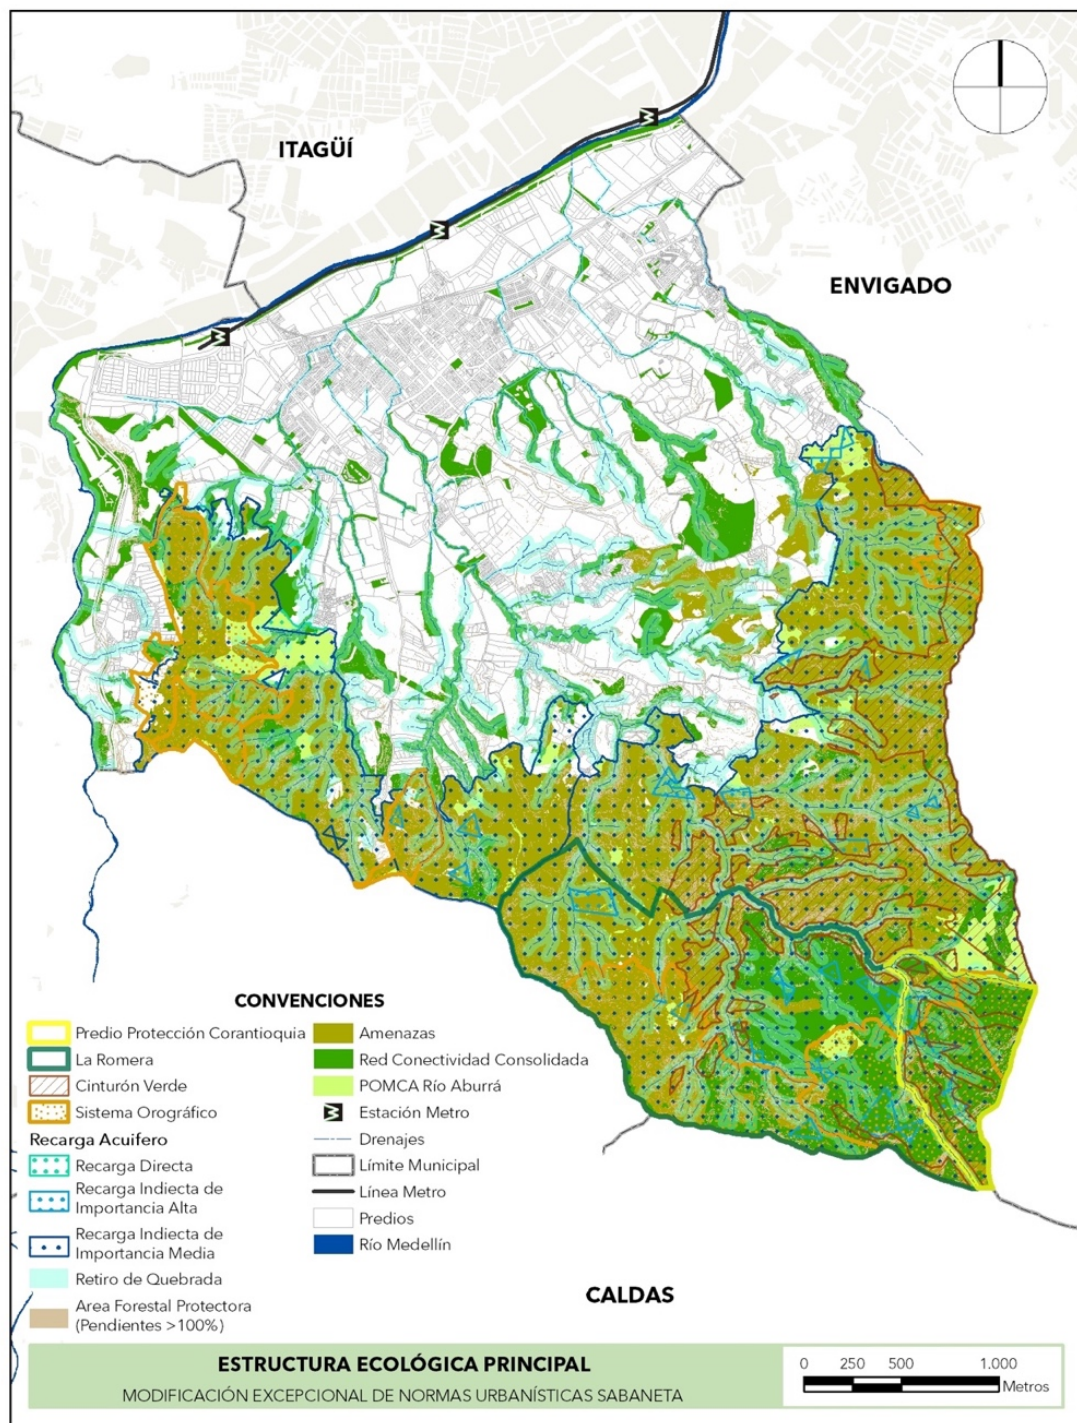 ITAGÜÍ
ENVIGADO
CONVENCIONES
Predio Protección Corantioquia
La Romera
Cinturón Verde
Sistema Orográfico
Recarga Acuifero
Recarga Directa
Recarga Indiecta de
Importancia Alta
Recarga Indiecta de
Importancia Media
Retiro de Quebrada
Area Forestal Protectora
(Pendientes >100%)
Amenazas
Red Conectividad Consolidada
POMCA Río Aburrá
Estación Metro
Drenajes
Límite Municipal
Línea Metro
Predios
Río Medellín
CALDAS
ESTRUCTURA ECOLÓGICA PRINCIPAL
MODIFICACIÓN EXCEPCIONAL DE NORMAS URBANÍSTICAS SABANETA
0 250 500 1.000
Metros